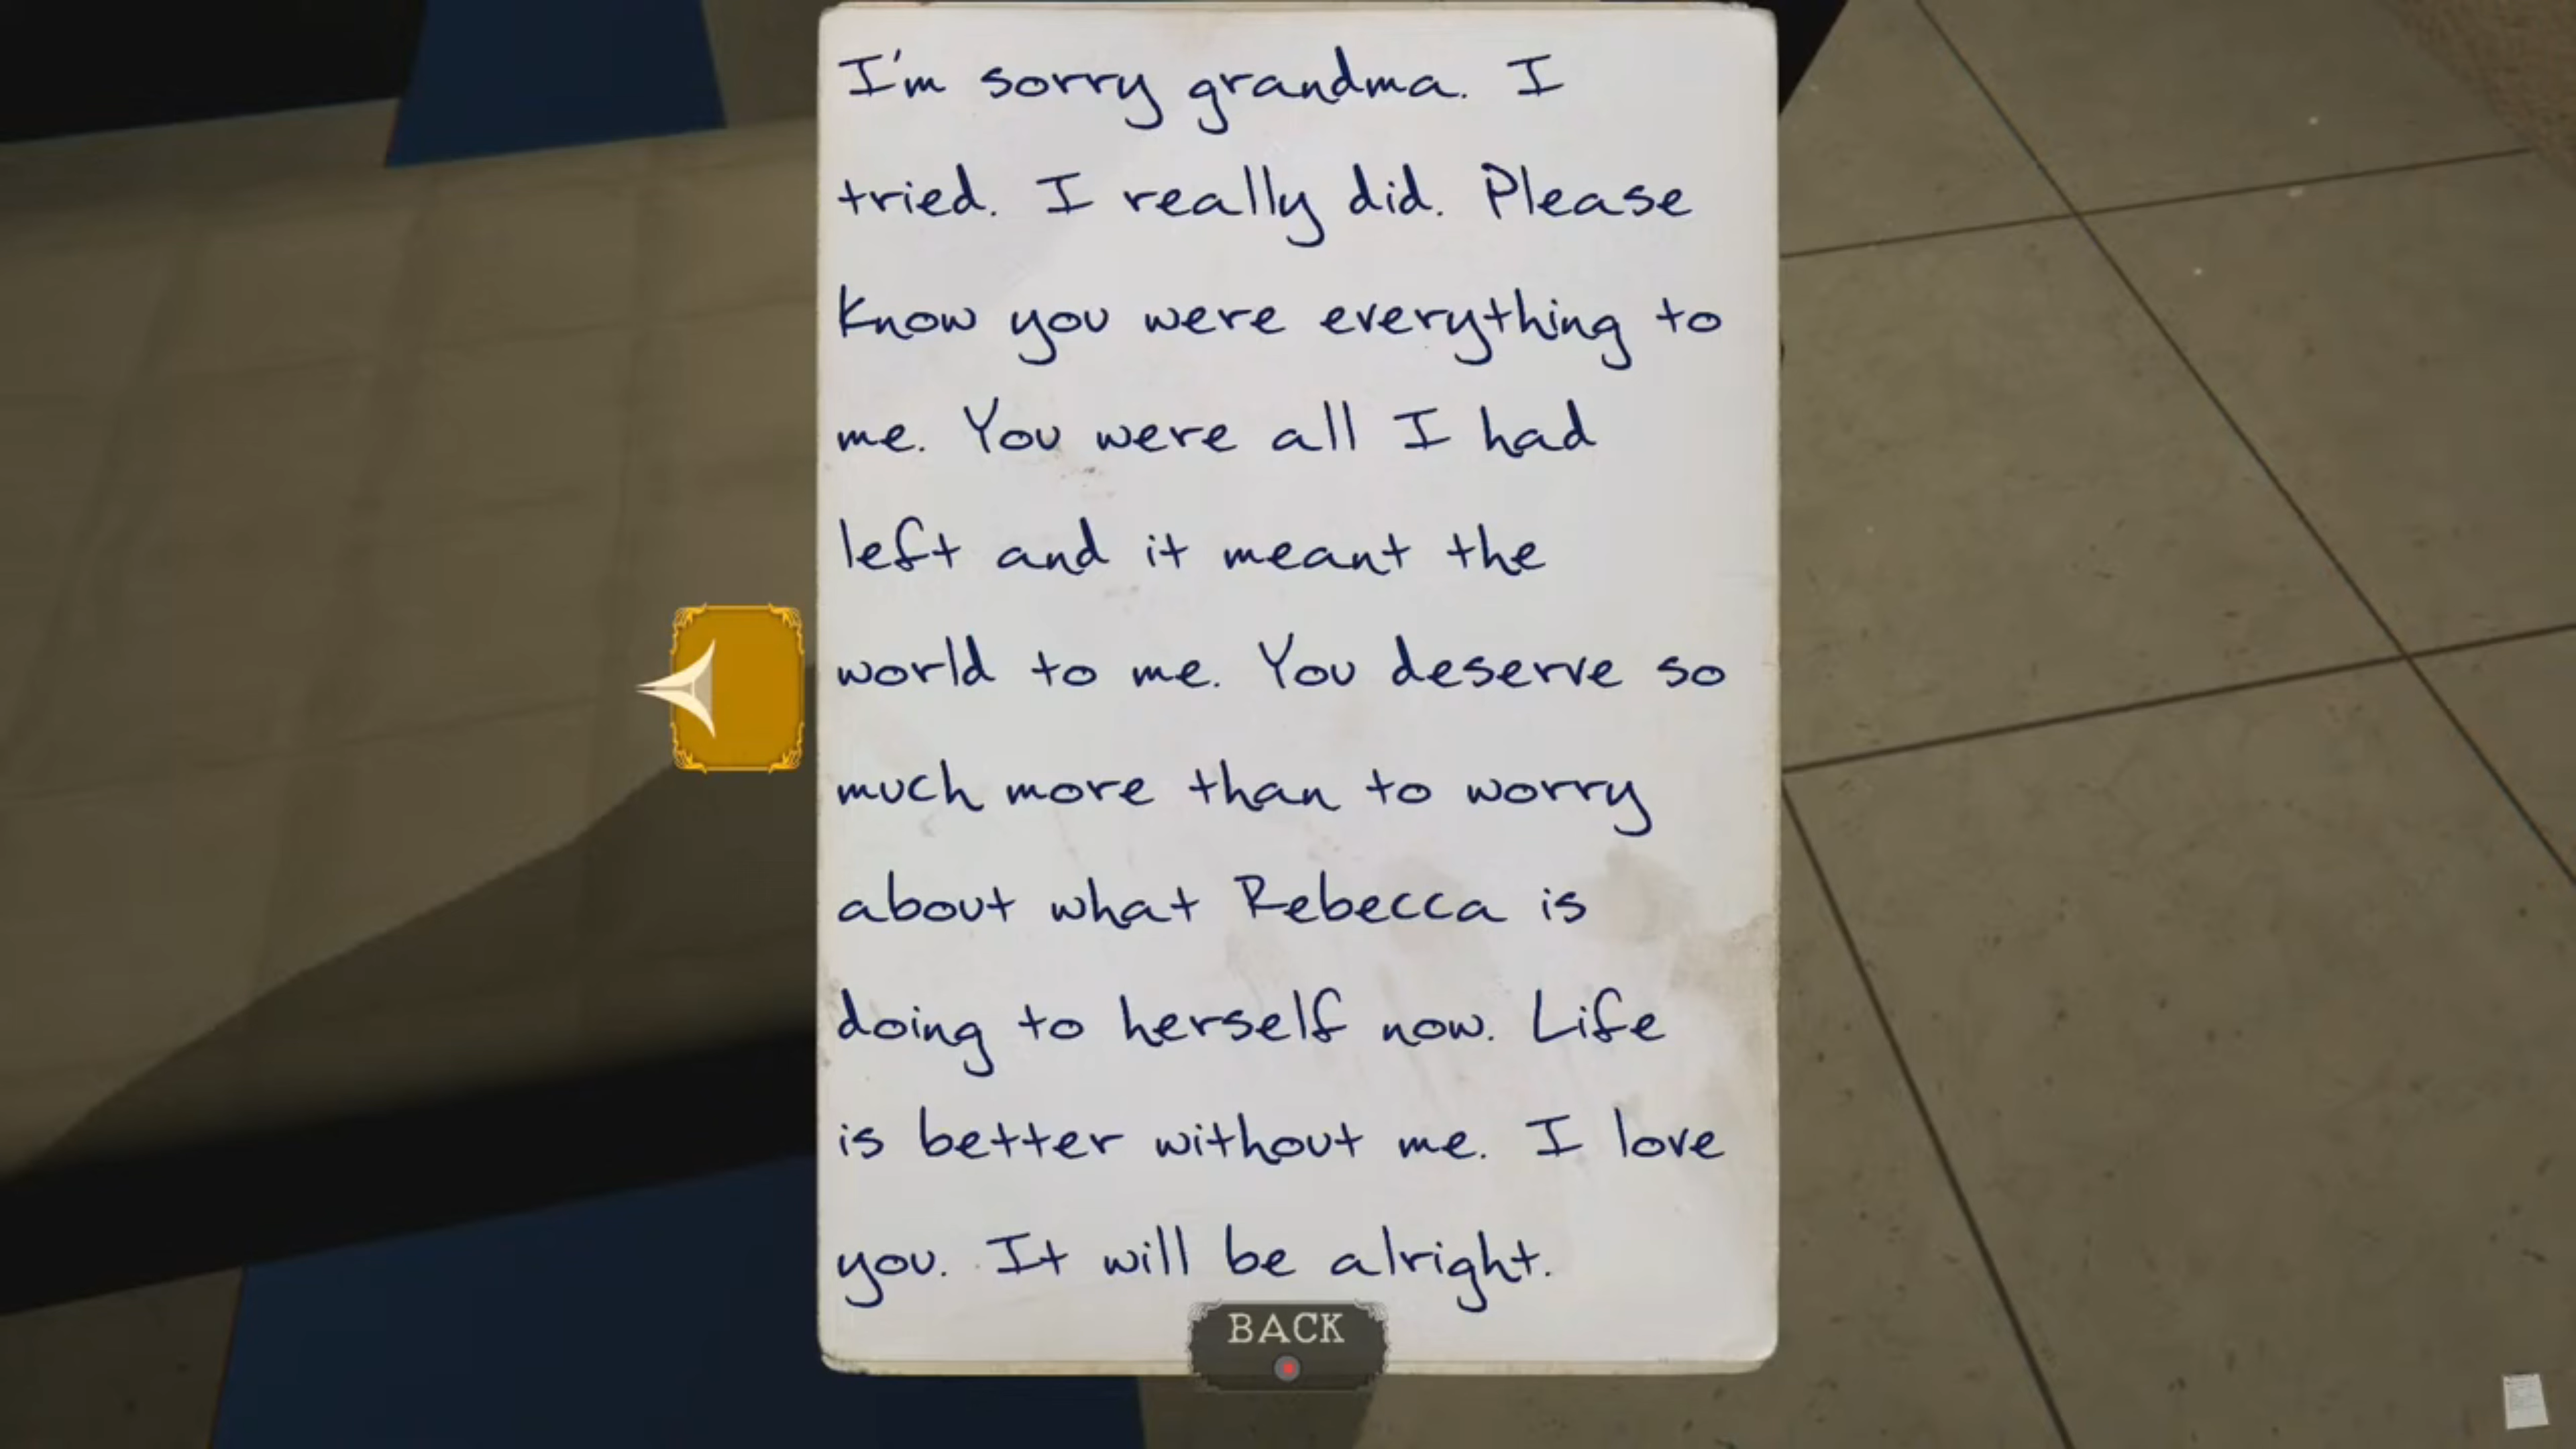 I'm sorry grandma. I
tried. I really did. Please
know you were everything to
me. You were all I had
left and it meant the
world to me. You deserve so
much more than to worry
about what Rebecca is
doing to herself now. Life
is better without me. I love
you. It will be alright.
BACK